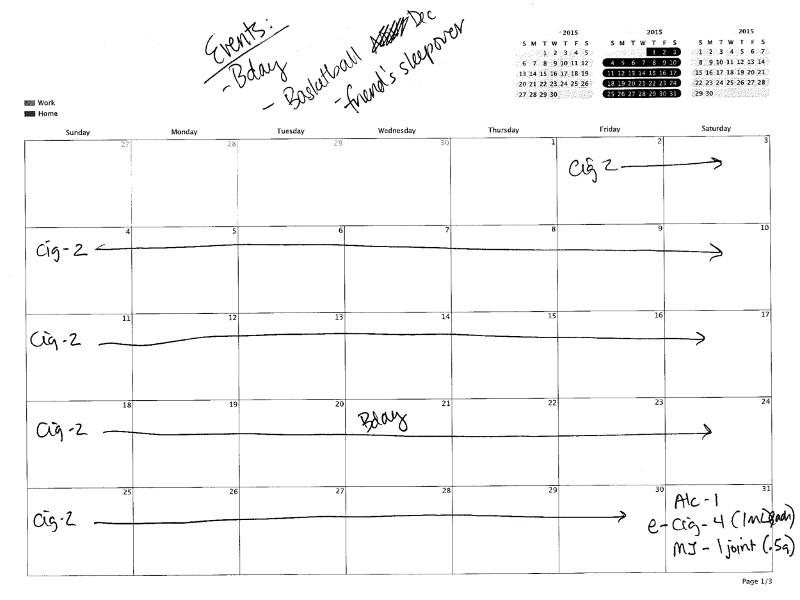 Events:
- Bday
- Basketball Dec
- friend's sleepover
2015
S M T W T F S
1 2 3 4 5
6 7 8 9 10 11 12
13 14 15 16 17 18 19
20 21 22 23 24 25 26
27 28 29 30
2015
S M T W T F S
1 2 3
4 5 6 7 8 9 10
11 12 13 14 15 16 17
18 19 20 21 22 23 24
25 26 27 28 29 30 31
2015
S M T W T F S
1 2 3 4 5 6 7
8 9 10 11 12 13 14
15 16 17 18 19 20 21
22 23 24 25 26 27 28
29 30
Work
Home
Sunday Monday Tuesday Wednesday Thursday Friday Saturday
27 28 29 30 1 2 3
Cig 2
4 5 6 7 8 9 10
Cig-2
11 12 13 14 15 16 17
Cig-2
18 19 20 21 22 23 24
Cig-2 Bday
25 26 27 28 29 30 31
Cig-2
Alc-1
e-Cig-4 (1ml
MJ-1 joint (.5g)
Page 1/3